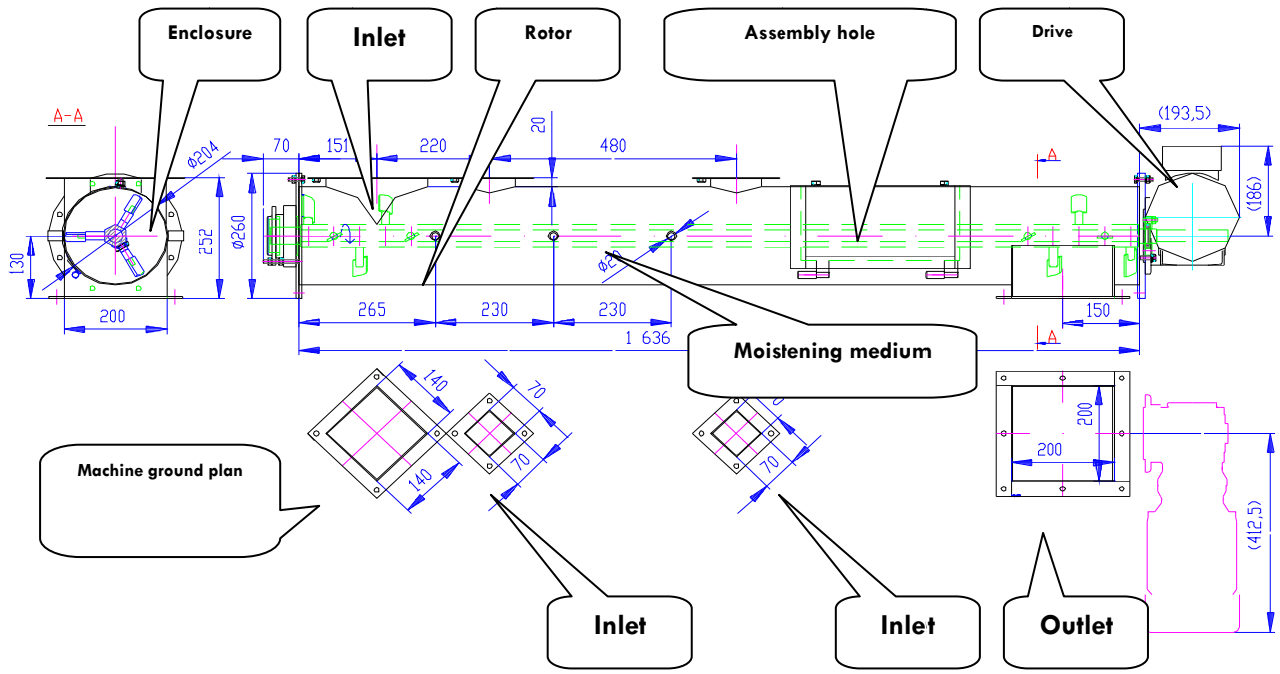 Enclosure
Inlet
Rotor
Assembly hole
Drive
A-A
70
151
220
20
480
(193,5)
A
Ø204
Ø260
252
130
200
(186)
265
230
230
150
1 636
A
Moistening medium
140
70
70
200
200
140
70
(412,5)
Machine ground plan
Inlet
Inlet
Outlet